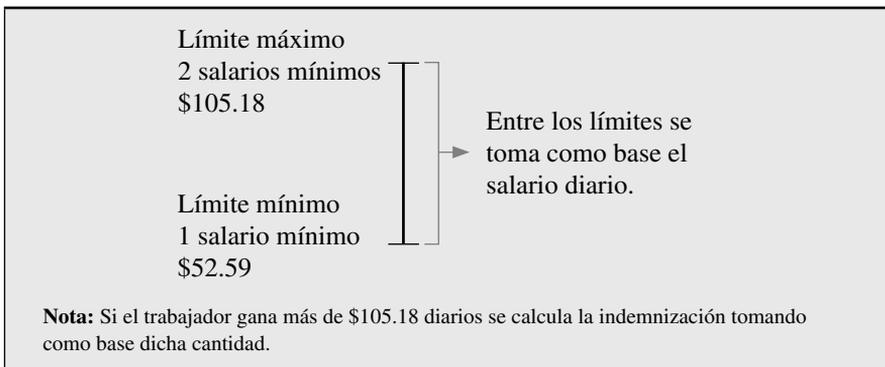 Límite máximo
2 salarios mínimos
$105.18
Entre los límites se
toma como base el
salario diario.
Límite mínimo
1 salario mínimo
$52.59
Nota: Si el trabajador gana más de $105.18 diarios se calcula la indemnización tomando
como base dicha cantidad.